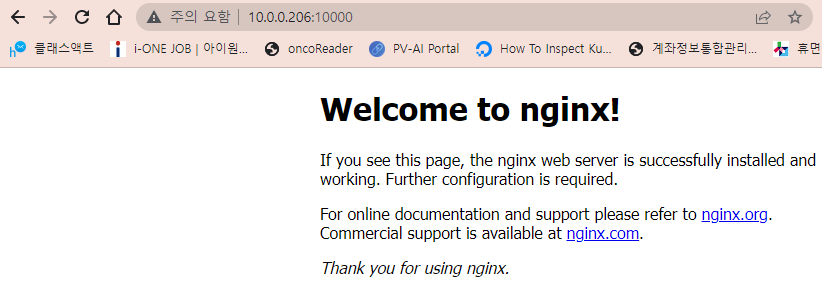 주의 요함 | 10.0.0.206:10000
클래스액트 i-ONE JOB | 아이원... oncoReader PV-AI Portal How To Inspect Ku... 계좌정보통합관리... 휴면
Welcome to nginx!
If you see this page, the nginx web server is successfully installed and
working. Further configuration is required.
For online documentation and support please refer to nginx.org.
Commercial support is available at nginx.com.
Thank you for using nginx.